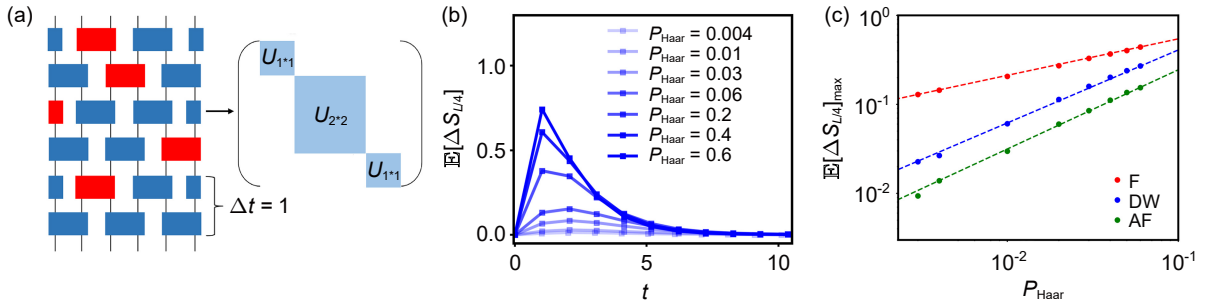 (a)
U1*1
U2*2
U1*1
Δt = 1
(b)
𝔼[ΔS_{L/4}]
1.0
0.5
0.0
0
5
10
t
P_Haar = 0.004
P_Haar = 0.01
P_Haar = 0.03
P_Haar = 0.06
P_Haar = 0.2
P_Haar = 0.4
P_Haar = 0.6
(c)
𝔼[ΔS_{L/4}]_max
10^0
10^-1
10^-2
10^-2
10^-1
P_Haar
F
DW
AF